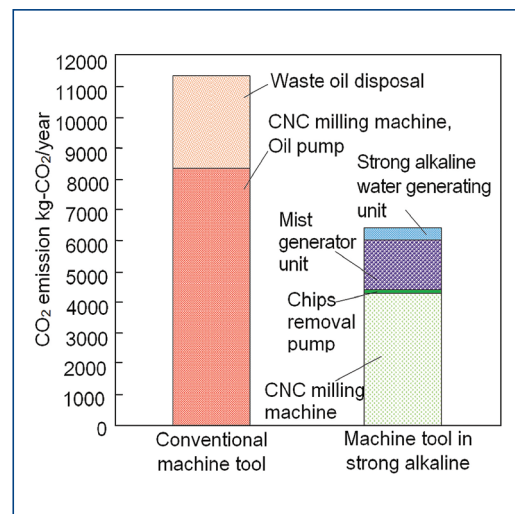 CO₂ emission kg-CO₂/year
12000
11000
10000
9000
8000
7000
6000
5000
4000
3000
2000
1000
0
Waste oil disposal
CNC milling machine,
Oil pump
Strong alkaline
water generating
unit
Mist
generator
unit
Chips
removal
pump
CNC milling
machine
Conventional
machine tool
Machine tool in
strong alkaline